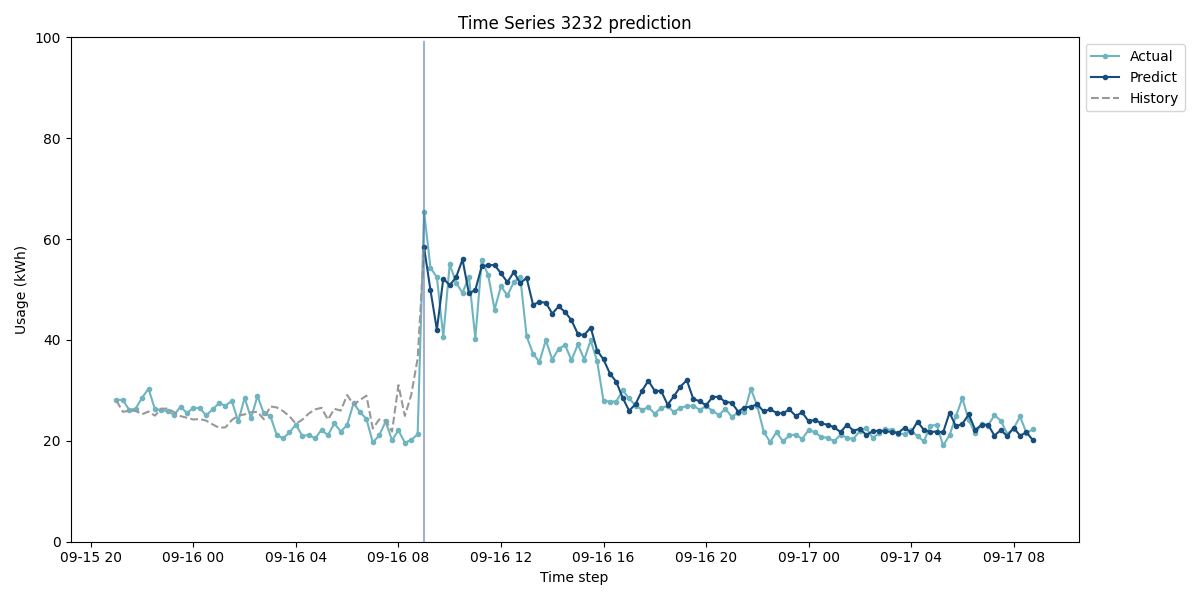 Time Series 3232 prediction
100
80
60
40
20
0
Usage (kWh)
09-15 20
09-16 00
09-16 04
09-16 08
09-16 12
09-16 16
09-16 20
09-17 00
09-17 04
09-17 08
Time step
Actual
Predict
History